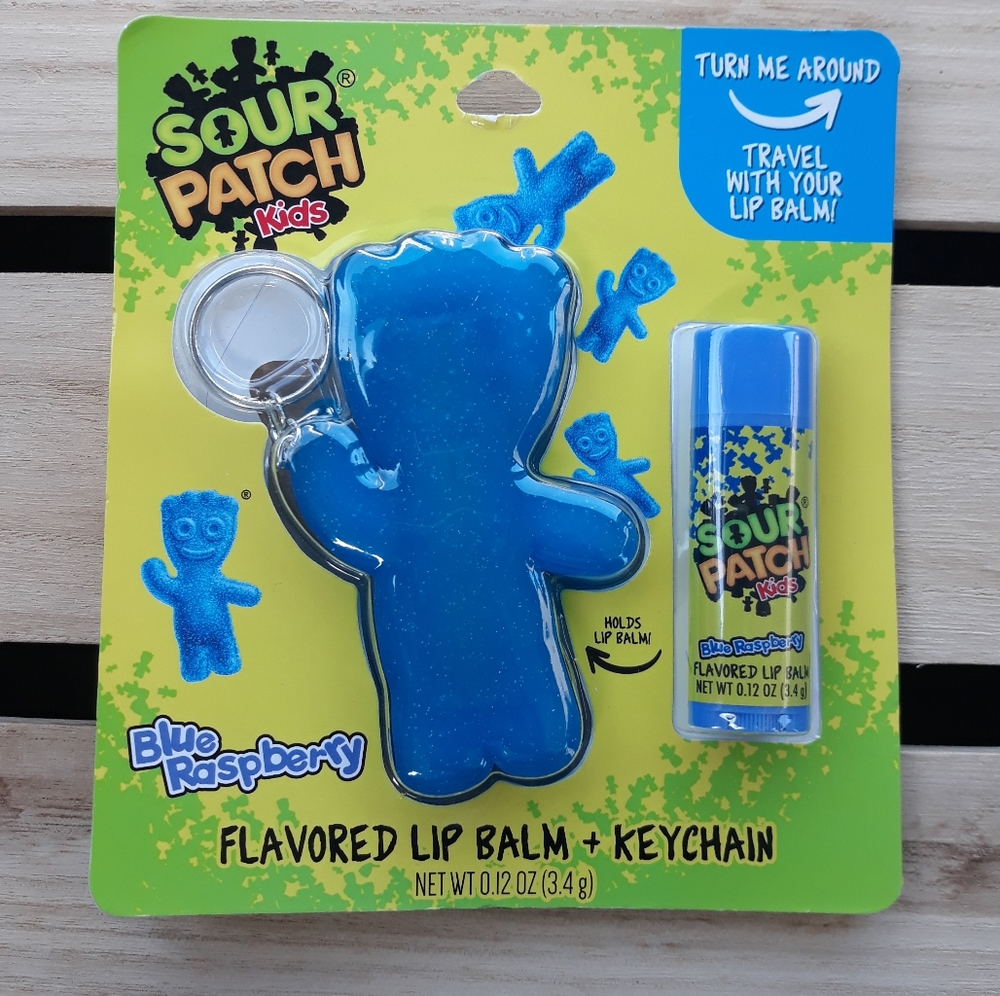 SOUR®
PATCH
Kids
TURN ME AROUND
TRAVEL
WITH YOUR
LIP BALM!
®
HOLDS
LIP BALM!
SOUR®
PATCH
Kids
Blue Raspberry
FLAVORED LIP BALM
NET WT 0.12 OZ (3.4 g)
Blue
Raspberry
FLAVORED LIP BALM + KEYCHAIN
NET WT 0.12 OZ (3.4 g)